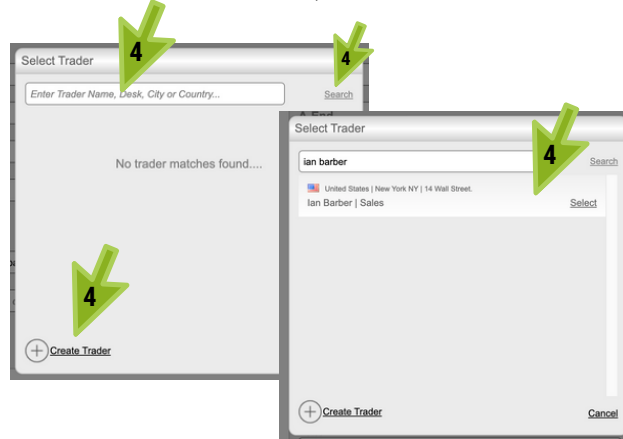 4
4
Select Trader
Enter Trader Name, Desk, City or Country...
Search
A End
No trader matches found....
4
Create Trader
Select Trader
ian barber
4
Search
United States | New York NY | 14 Wall Street.
Ian Barber | Sales
Select
Create Trader
Cancel